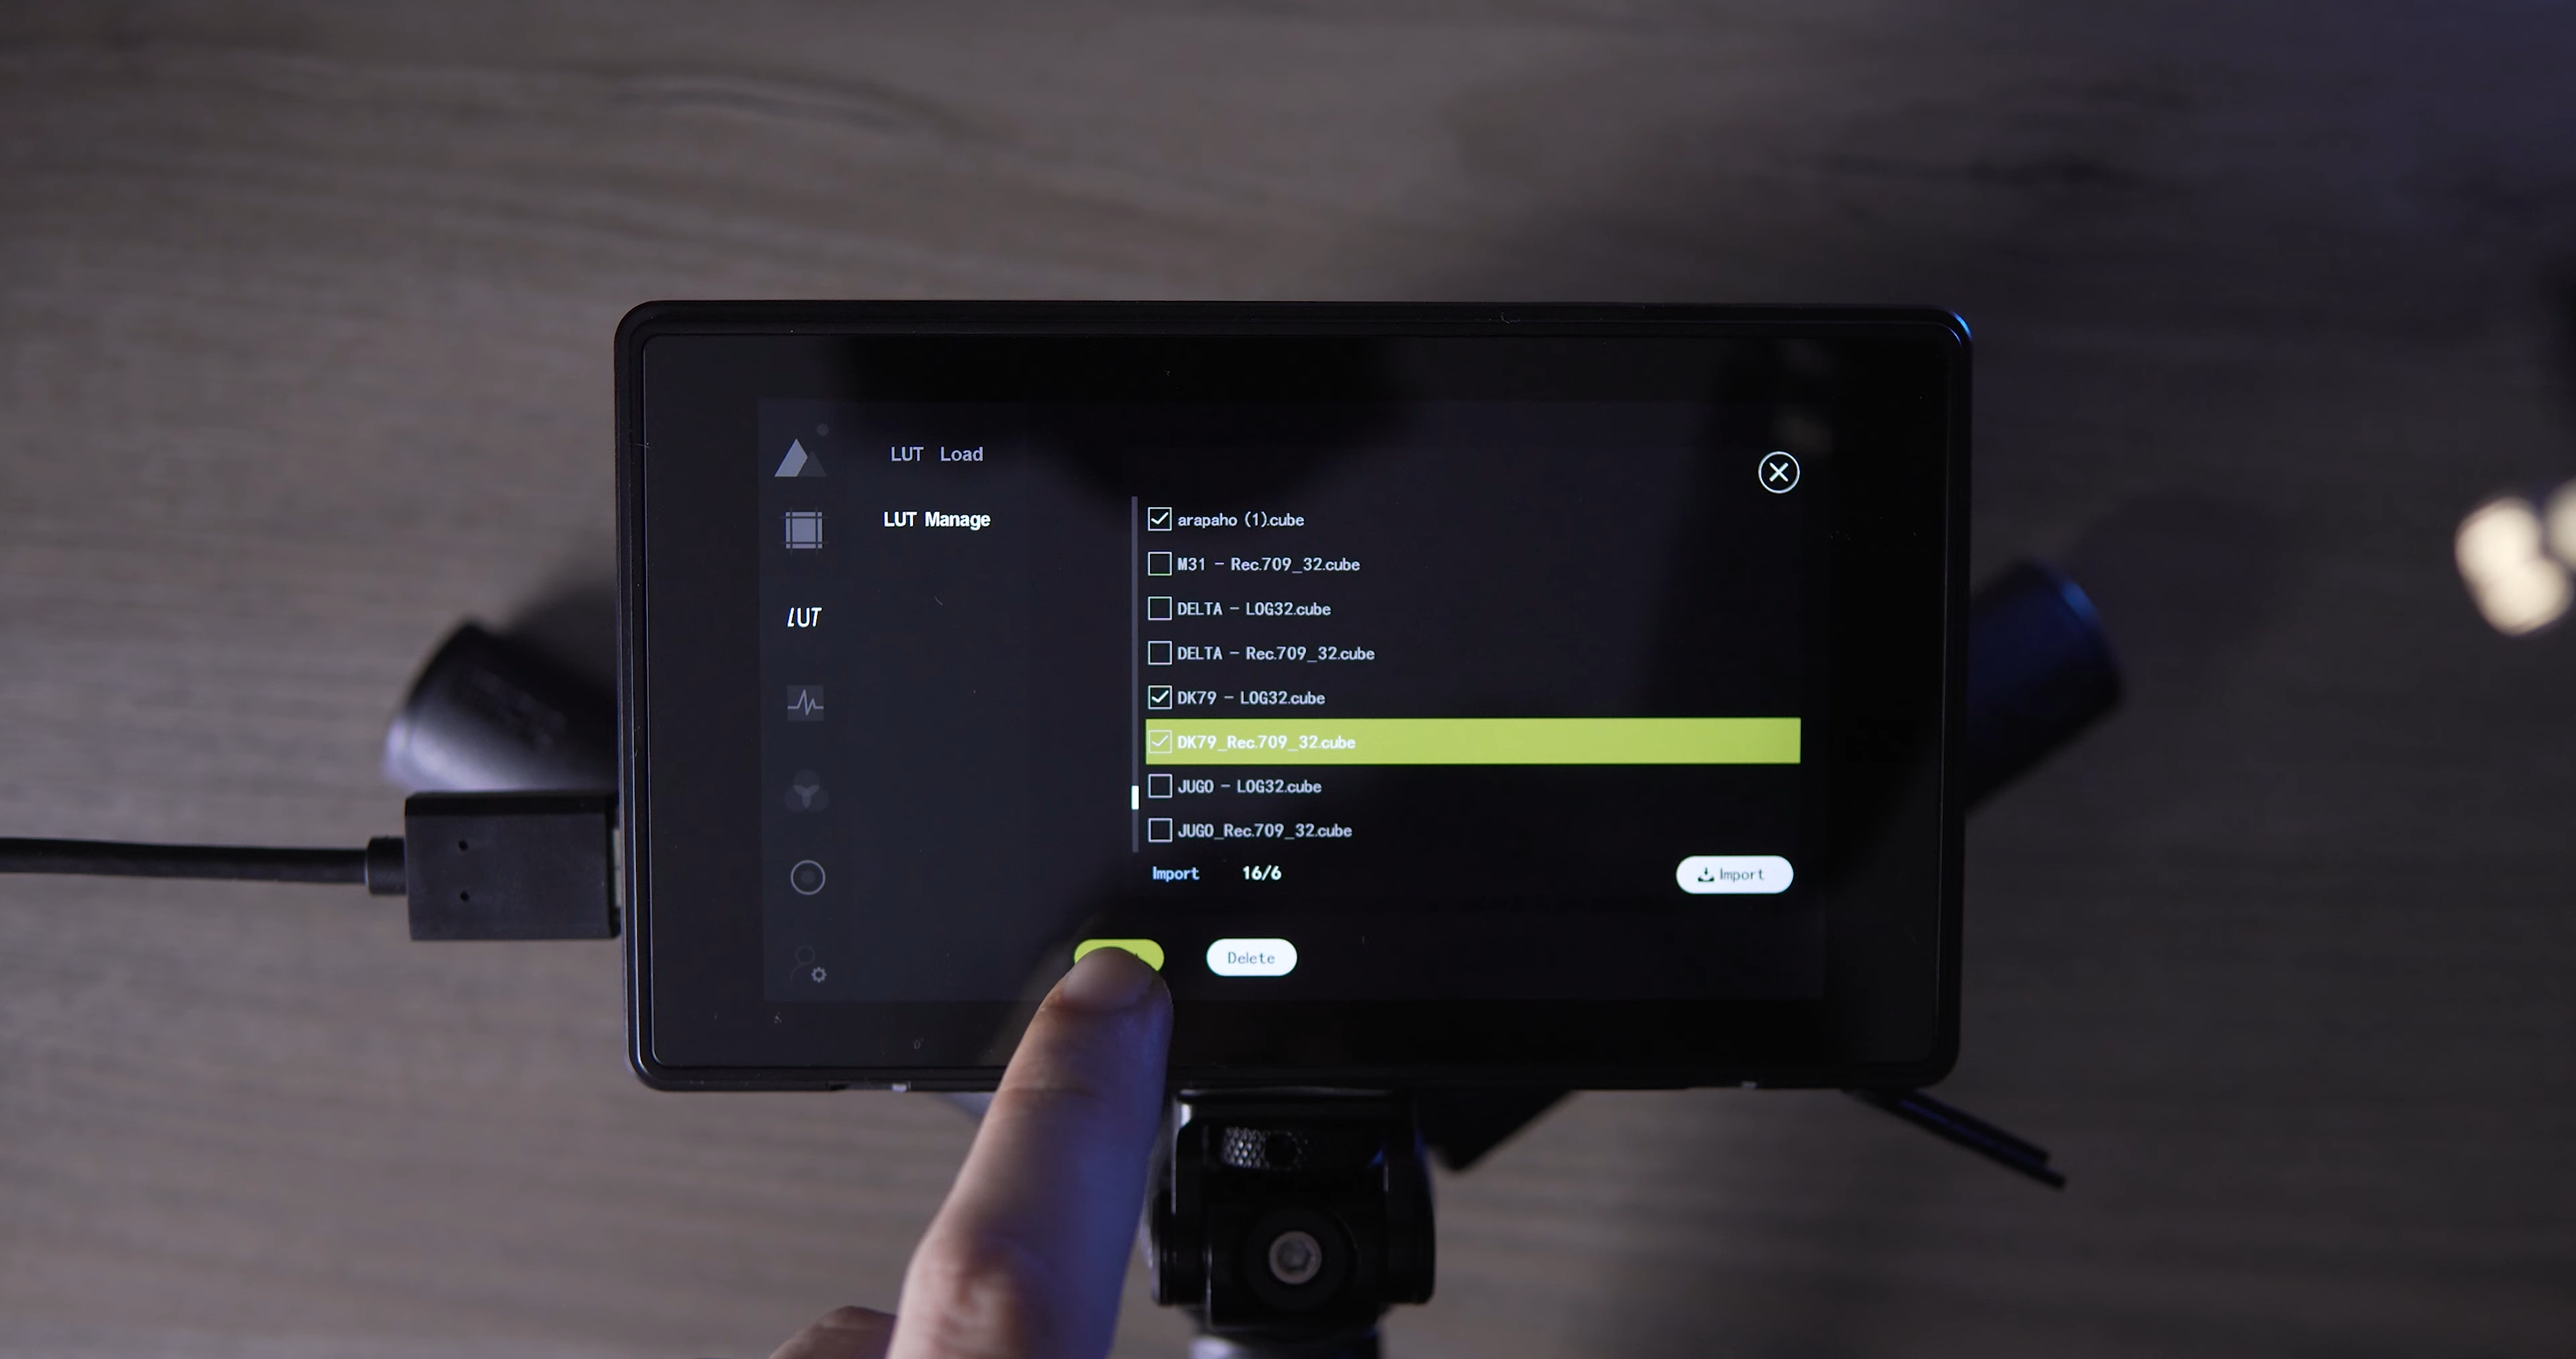 LUT Load
LUT Manage
LUT
arapaho (1).cube
M31 - Rec.709_32.cube
DELTA - LOG32.cube
DELTA - Rec.709_32.cube
DK79 - LOG32.cube
DK79_Rec.709_32.cube
JUGO - LOG32.cube
JUGO_Rec.709_32.cube
Import 16/6
Import
Delete